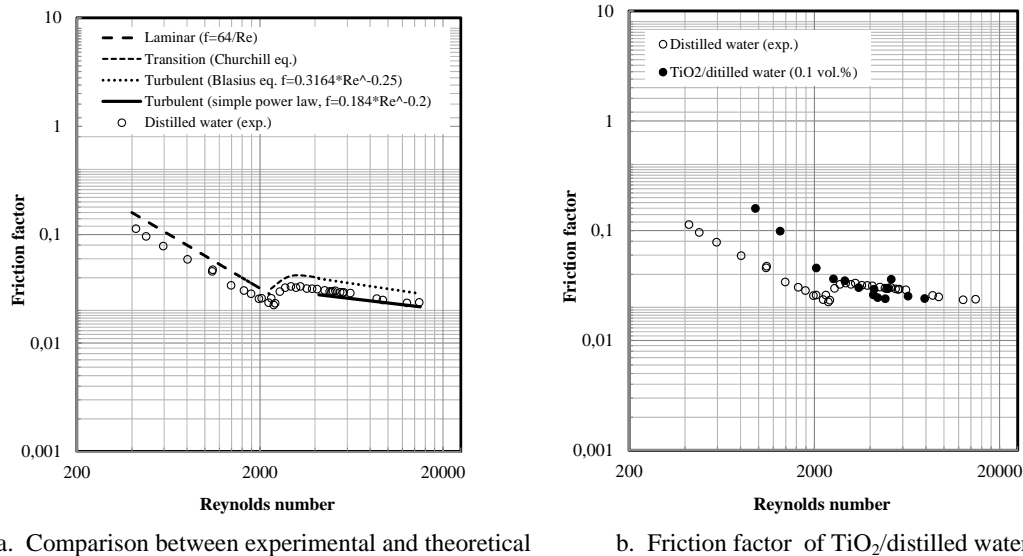 10
1
0,1
0,01
0,001
Friction factor
Laminar (f=64/Re)
Transition (Churchill eq.)
Turbulent (Blasius eq. f=0.3164*Re^-0.25)
Turbulent (simple power law, f=0.184*Re^-0.2)
Distilled water (exp.)
200
2000
20000
Reynolds number
a. Comparison between experimental and theoretical
10
1
0,1
0,01
0,001
Friction factor
Distilled water (exp.)
TiO2/ditilled water (0.1 vol.%)
200
2000
20000
Reynolds number
b. Friction factor of TiO2/distilled water